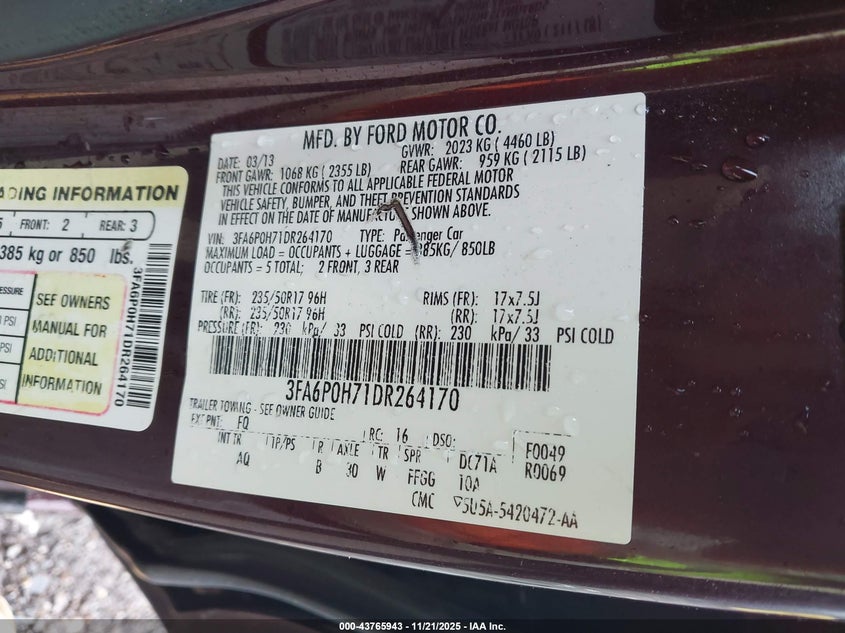 MFD. BY FORD MOTOR CO.
DATE: 03/13 GVWR: 2023 KG ( 4460 LB)
FRONT GAWR: 1068 KG ( 2355 LB) REAR GAWR: 959 KG ( 2115 LB)
THIS VEHICLE CONFORMS TO ALL APPLICABLE FEDERAL MOTOR
VEHICLE SAFETY, BUMPER, AND THEFT PREVENTION STANDARDS
IN EFFECT ON THE DATE OF MANUFACTURE SHOWN ABOVE.
VIN: 3FA6P0H71DR264170 TYPE: Passenger Car
MAXIMUM LOAD = OCCUPANTS + LUGGAGE = 385KG/ 850LB
OCCUPANTS = 5 TOTAL; 2 FRONT, 3 REAR
TIRE (FR): 235/50R17 96H RIMS (FR): 17x7.5J
(RR): 235/50R17 96H (RR): 17x7.5J
PRESSURE(FR): 230 kPa/ 33 PSI COLD (RR): 230 kPa/ 33 PSI COLD
3FA6P0H71DR264170
TRAILER TOWING - SEE OWNER GUIDE
EXT PNT: FQ RC: 16 DSO: F0049
INT TR TP/PS R AXLE TR SPR DC71A R0069
AQ B 30 W FFGG 10A
CMC 5U5A-5420472-AA
ADING INFORMATION
FRONT: 2 REAR: 3
385 kg or 850 lbs.
SEE OWNERS
MANUAL FOR
ADDITIONAL
INFORMATION
PSI
PSI
3FA6P0H71DR264170
000-43765943 - 11/21/2025 - IAA Inc.